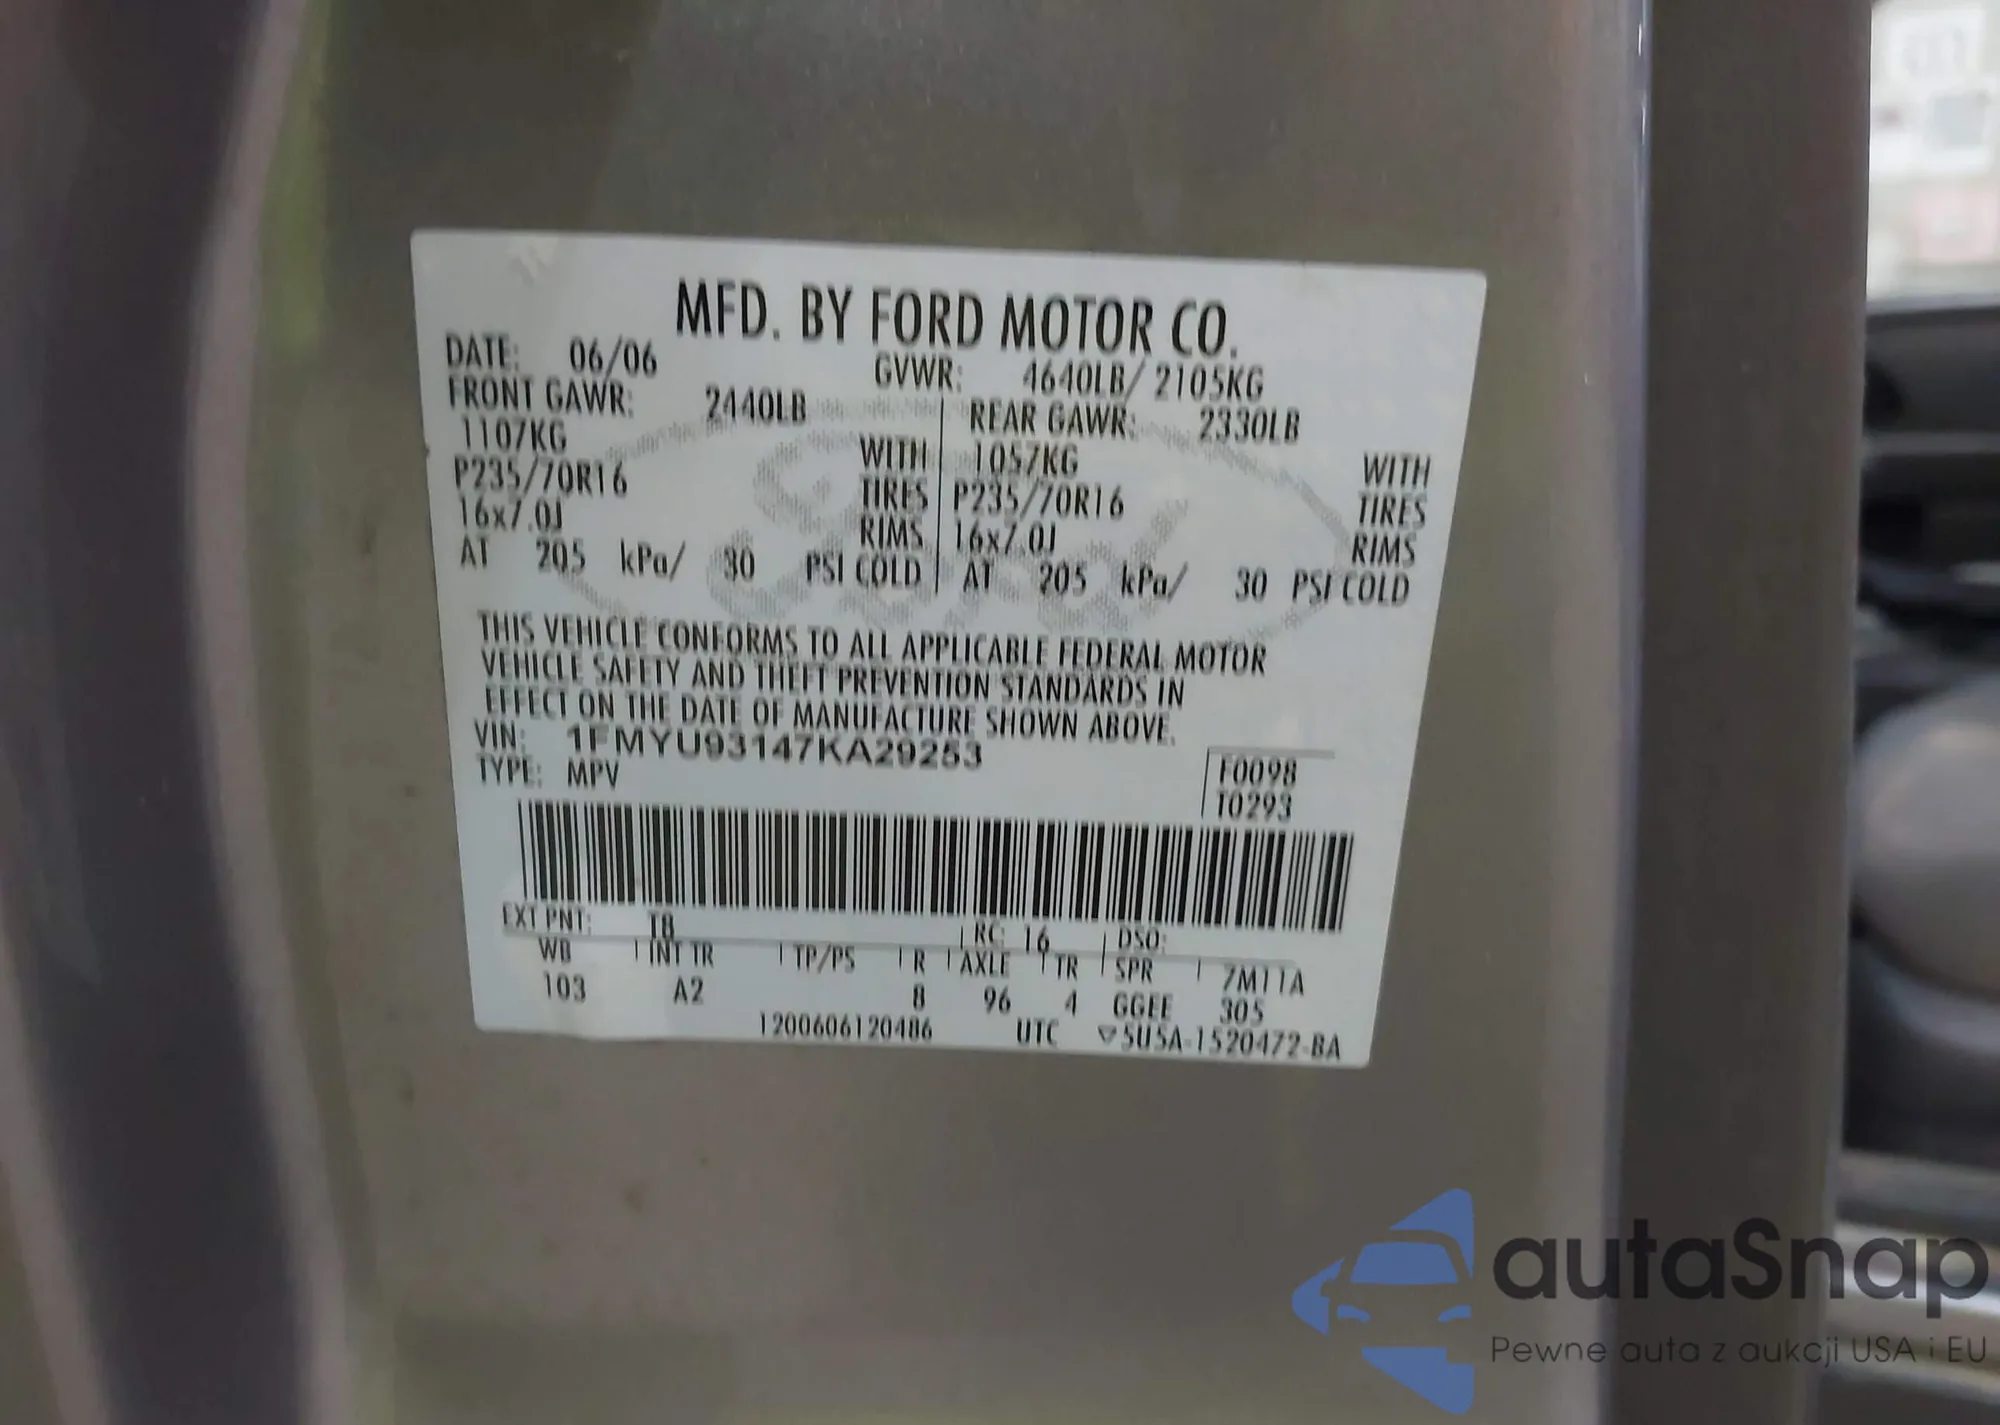 MFD. BY FORD MOTOR CO.
DATE: 06/06 GVWR: 4640LB/ 2105KG
FRONT GAWR: 2440LB REAR GAWR: 2330LB
1107KG WITH 1057KG WITH
P235/70R16 TIRES P235/70R16 TIRES
16x7.0J RIMS 16x7.0J RIMS
AT 205 kPa/ 30 PSI COLD AT 205 kPa/ 30 PSI COLD
THIS VEHICLE CONFORMS TO ALL APPLICABLE FEDERAL MOTOR
VEHICLE SAFETY AND THEFT PREVENTION STANDARDS IN
EFFECT ON THE DATE OF MANUFACTURE SHOWN ABOVE.
VIN: 1FMYU93147KA29253
TYPE: MPV
F0098
T0293
EXT PNT: T8 RC: 16 DSO:
WB INT TR TP/PS R AXLE TR SPR 7M11A
103 A2 8 96 4 GGEE 305
1200606120486 UTC ▽5U5A-1520472-BA
autaSnap
Pewne auta z aukcji USA i EU